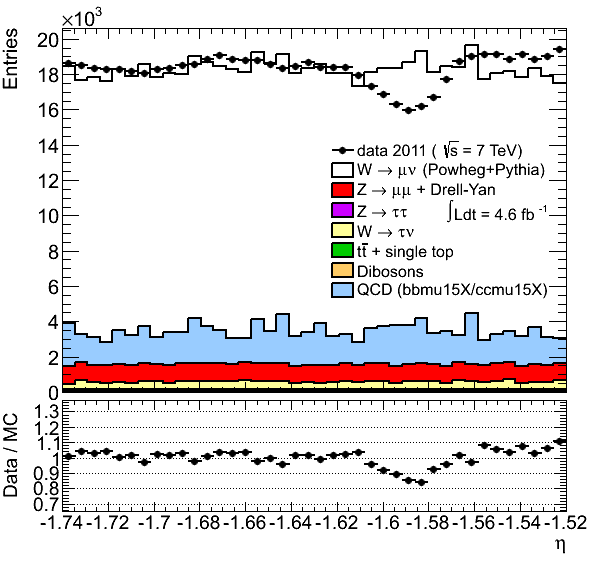 ×10³
Entries
20
18
16
14
12
10
8
6
4
2
0
data 2011 ( √s = 7 TeV)
W → μν (Powheg+Pythia)
Z → μμ + Drell-Yan
Z → ττ ∫Ldt = 4.6 fb⁻¹
W → τν
tt̄ + single top
Dibosons
QCD (bbmu15X/ccmu15X)
Data / MC
1.3
1.2
1.1
1
0.9
0.8
0.7
-1.74 -1.72 -1.7 -1.68 -1.66 -1.64 -1.62 -1.6 -1.58 -1.56 -1.54 -1.52
η